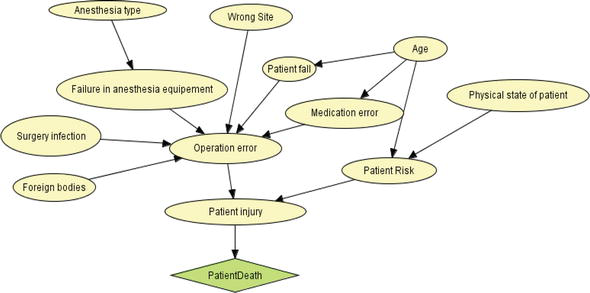 Anesthesia type
Wrong Site
Age
Patient fall
Failure in anesthesia equipement
Physical state of patient
Medication error
Surgery infection
Operation error
Patient Risk
Foreign bodies
Patient injury
PatientDeath